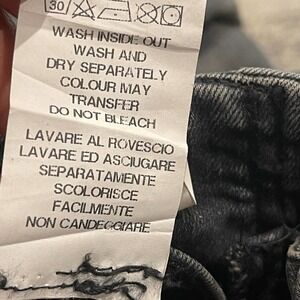 30
WASH INSIDE OUT
WASH AND
DRY SEPARATELY
COLOUR MAY
TRANSFER
DO NOT BLEACH
LAVARE AL ROVESCIO
LAVARE ED ASCIUGARE
SEPARATAMENTE
SCOLORISCE
FACILMENTE
NON CANDEGGIARE